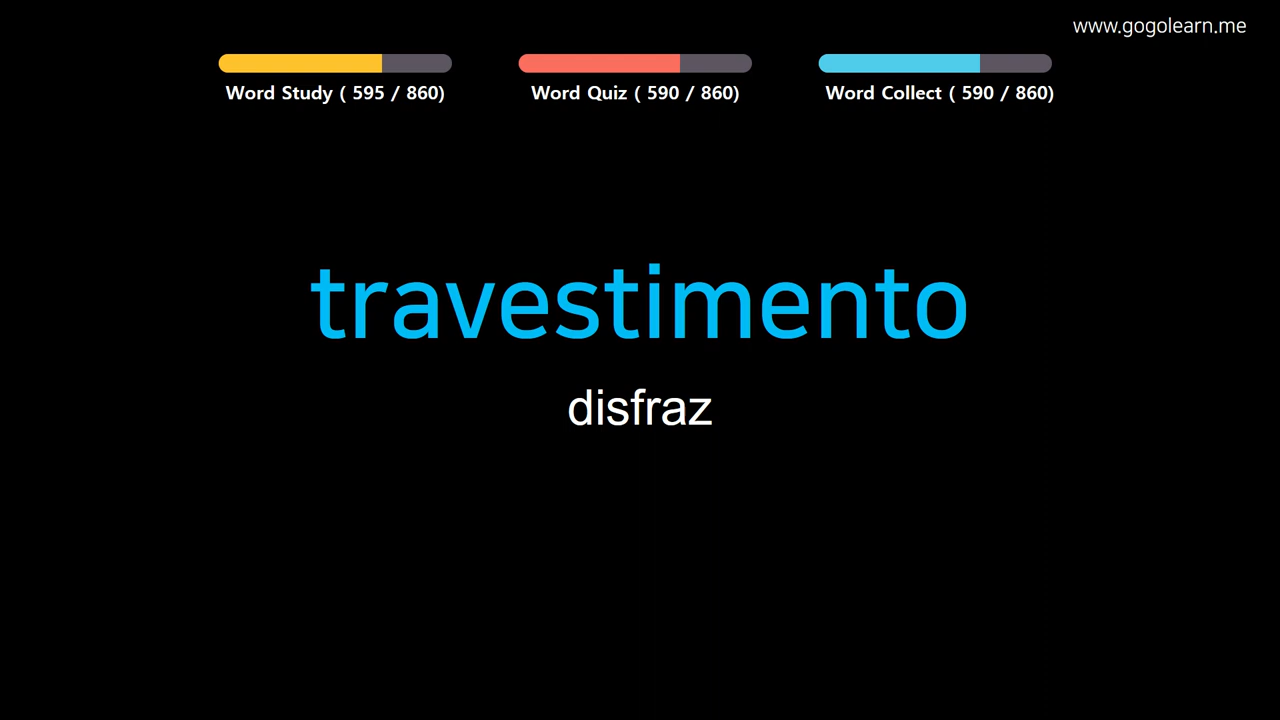 www.gogolearn.me
Word Study ( 595 / 860)
Word Quiz ( 590 / 860)
Word Collect ( 590 / 860)
travestimento
disfraz